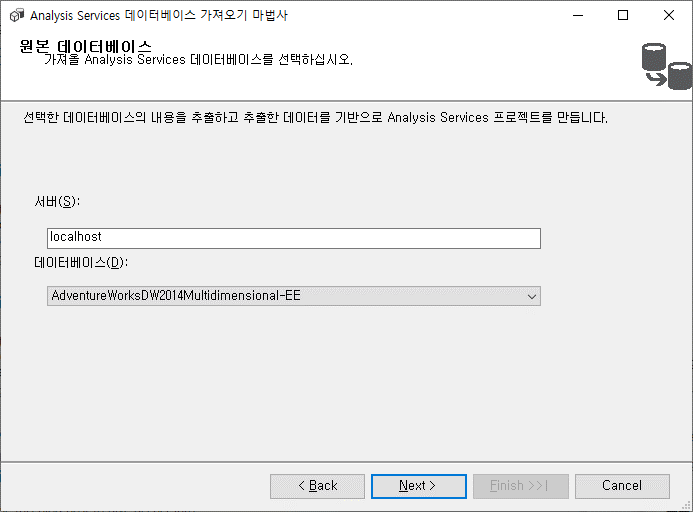 Analysis Services 데이터베이스 가져오기 마법사
원본 데이터베이스
가져올 Analysis Services 데이터베이스를 선택하십시오.
선택한 데이터베이스의 내용을 추출하고 추출한 데이터를 기반으로 Analysis Services 프로젝트를 만듭니다.
서버(S):
localhost
데이터베이스(D):
AdventureWorksDW2014Multidimensional-EE
< Back Next > Finish >>| Cancel